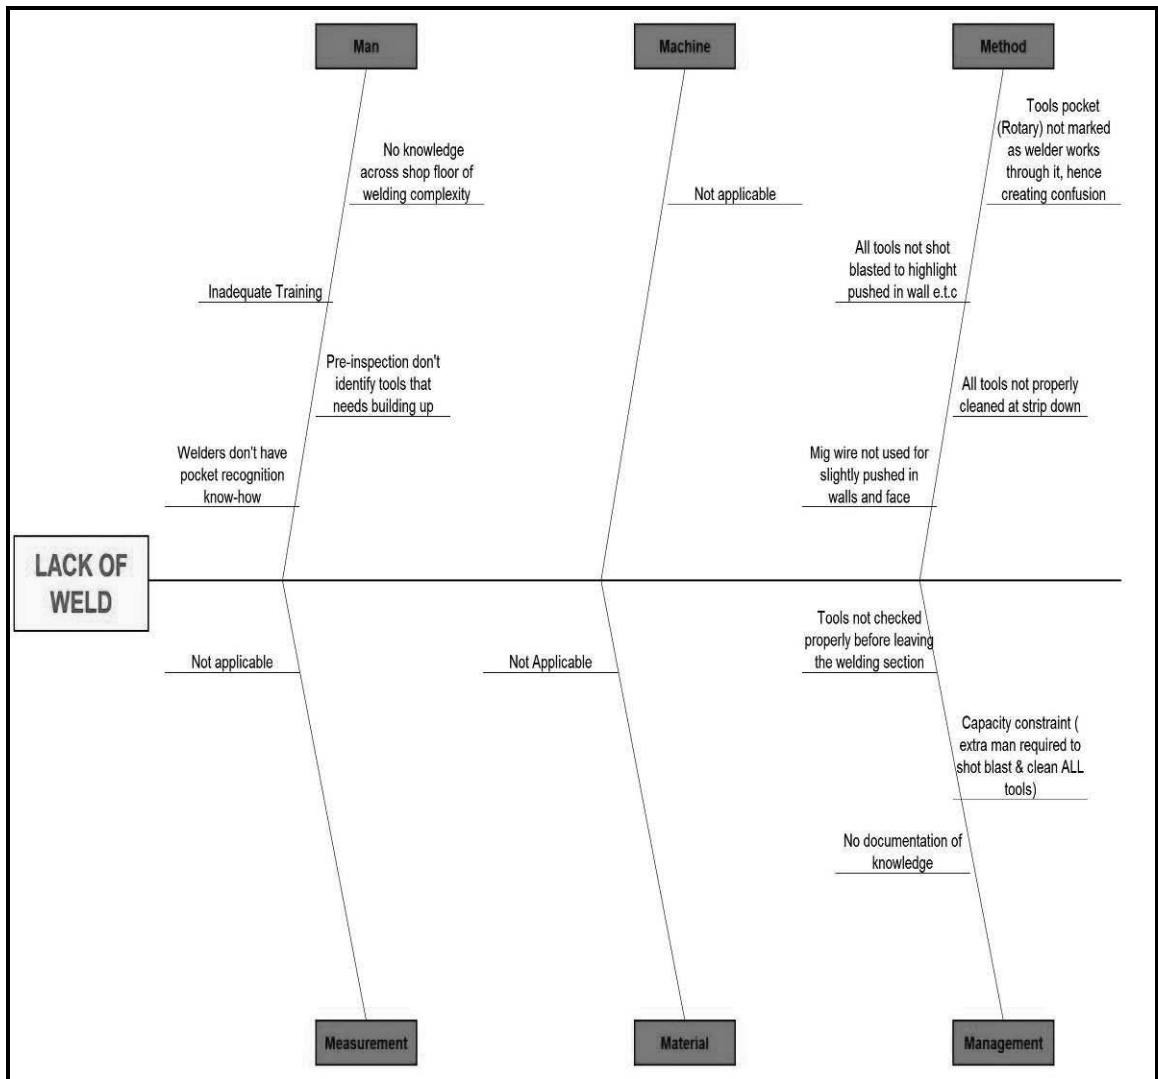 Man
Machine
Method
No knowledge
across shop floor of
welding complexity
Not applicable
Tools pocket
(Rotary) not marked
as welder works
through it, hence
creating confusion
Inadequate Training
All tools not shot
blasted to highlight
pushed in wall e.t.c
Pre-inspection don't
identify tools that
needs building up
All tools not properly
cleaned at strip down
Welders don't have
pocket recognition
know-how
Mig wire not used for
slightly pushed in
walls and face
LACK OF
WELD
Not applicable
Not Applicable
Tools not checked
properly before leaving
the welding section
Capacity constraint (
extra man required to
shot blast & clean ALL
tools)
No documentation of
knowledge
Measurement
Material
Management